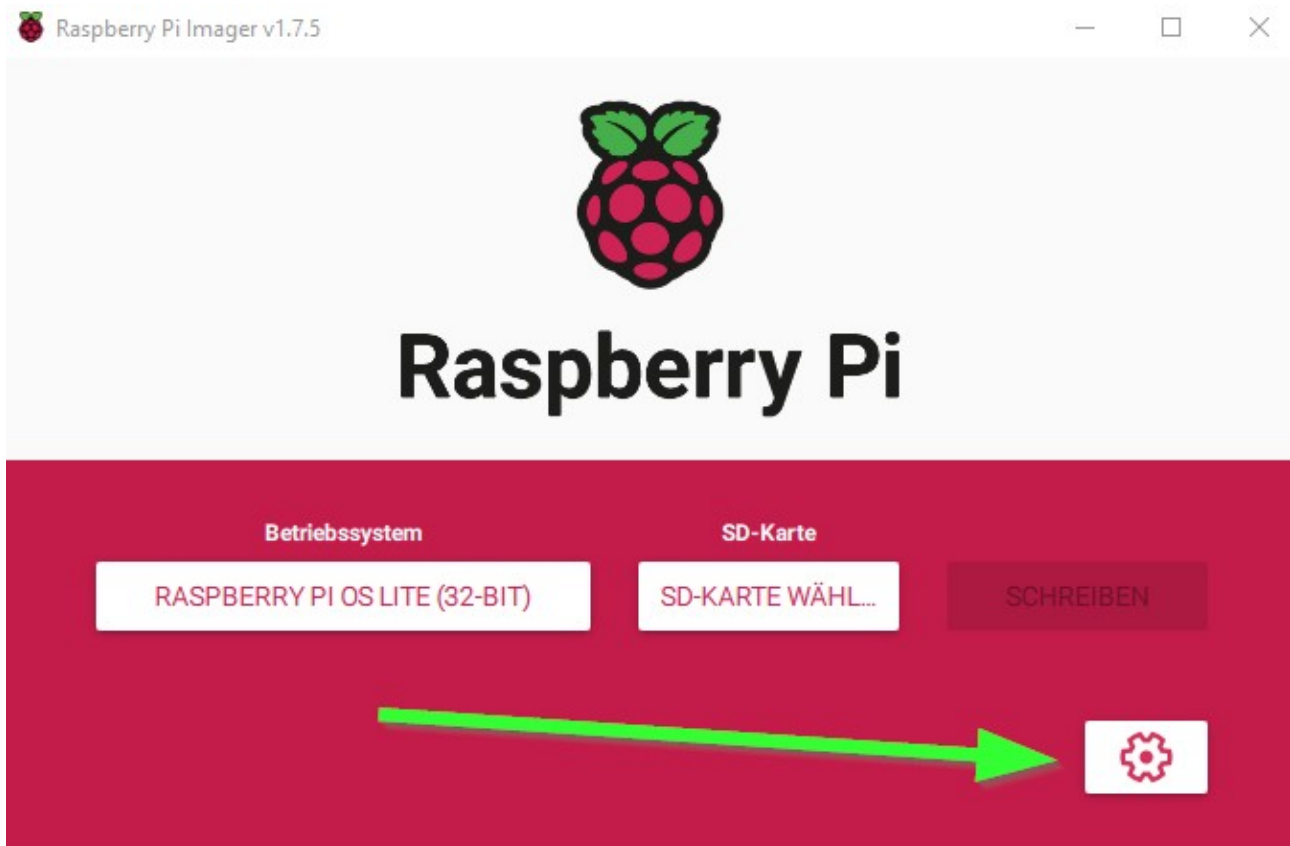 Raspberry Pi Imager v1.7.5
Raspberry Pi
Betriebssystem
SD-Karte
RASPBERRY PI OS LITE (32-BIT)
SD-KARTE WÄHL...
SCHREIBEN